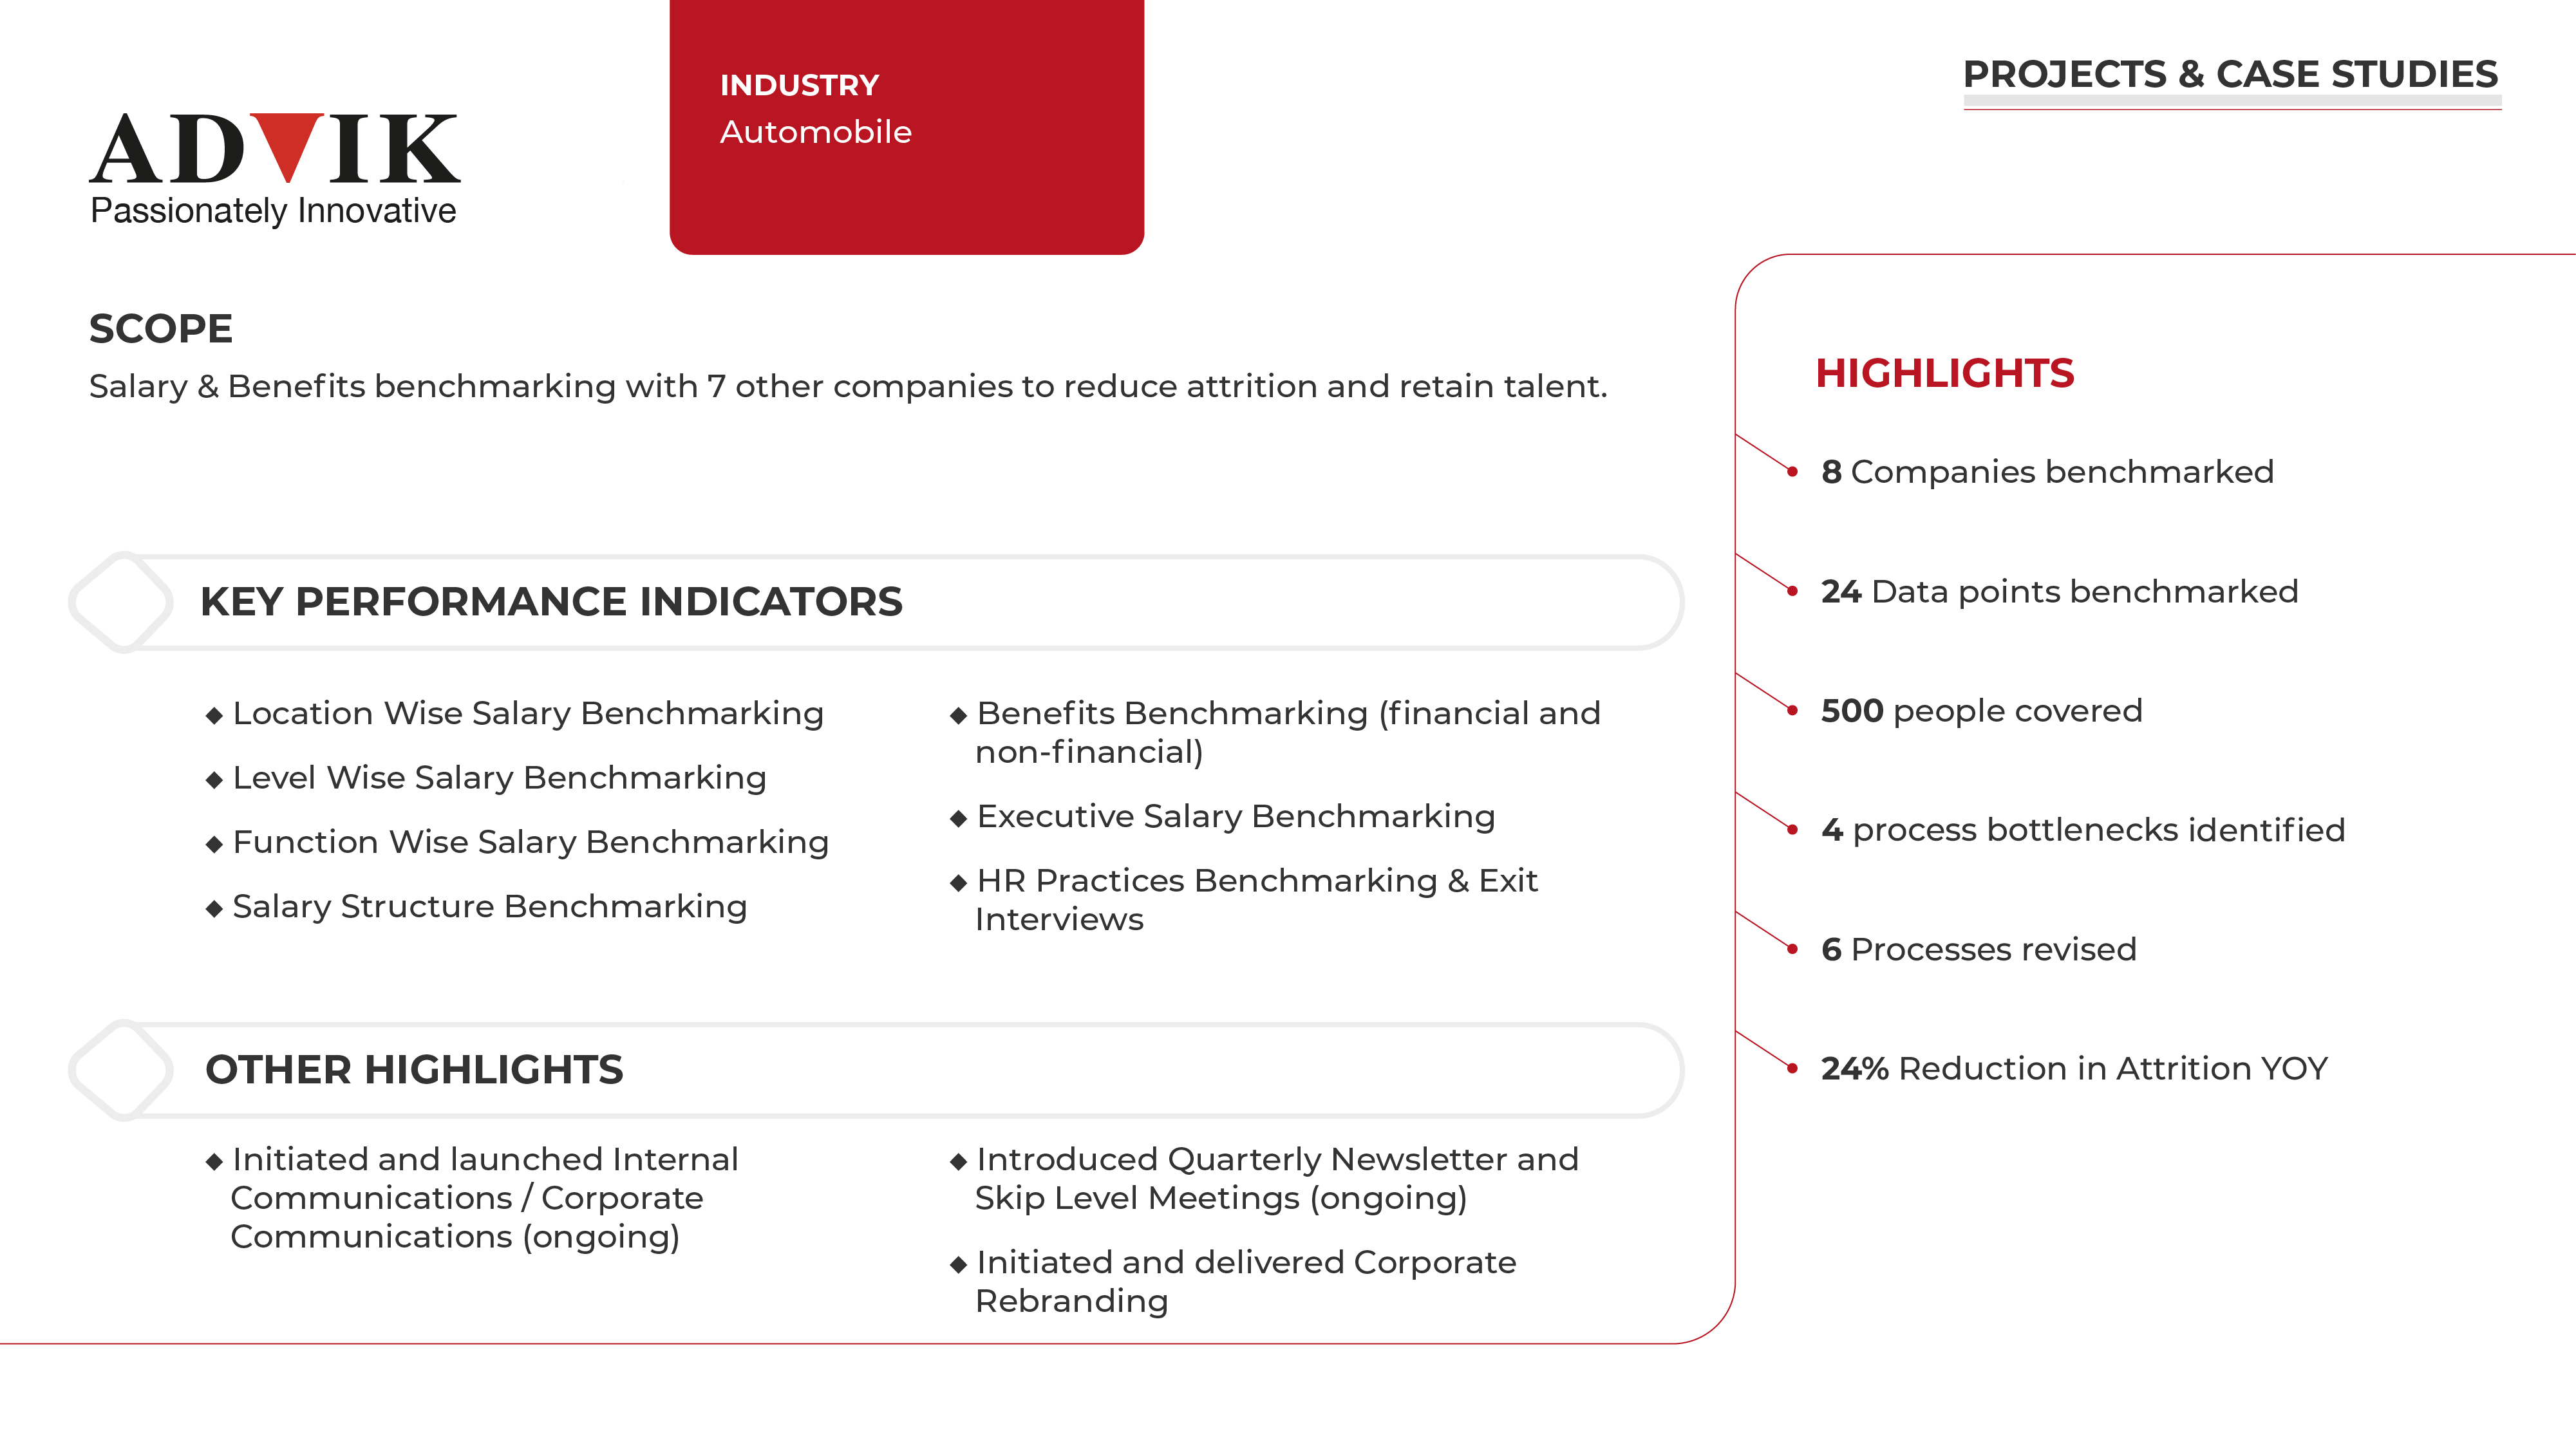 ADVIK
Passionately Innovative
INDUSTRY
Automobile
PROJECTS & CASE STUDIES
SCOPE
Salary & Benefits benchmarking with 7 other companies to reduce attrition and retain talent.
KEY PERFORMANCE INDICATORS
◆ Location Wise Salary Benchmarking
◆ Level Wise Salary Benchmarking
◆ Function Wise Salary Benchmarking
◆ Salary Structure Benchmarking
◆ Benefits Benchmarking (financial and
non-financial)
◆ Executive Salary Benchmarking
◆ HR Practices Benchmarking & Exit
Interviews
OTHER HIGHLIGHTS
◆ Initiated and launched Internal
Communications / Corporate
Communications (ongoing)
◆ Introduced Quarterly Newsletter and
Skip Level Meetings (ongoing)
◆ Initiated and delivered Corporate
Rebranding
HIGHLIGHTS
8 Companies benchmarked
24 Data points benchmarked
500 people covered
4 process bottlenecks identified
6 Processes revised
24% Reduction in Attrition YOY